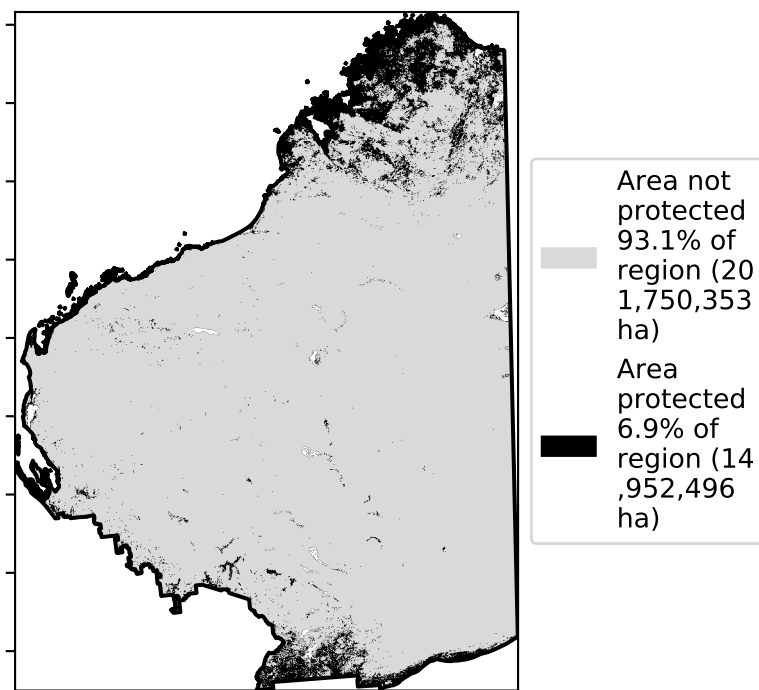 Area not
protected
93.1% of
region (20
1,750,353
ha)
Area
protected
6.9% of
region (14
,952,496
ha)